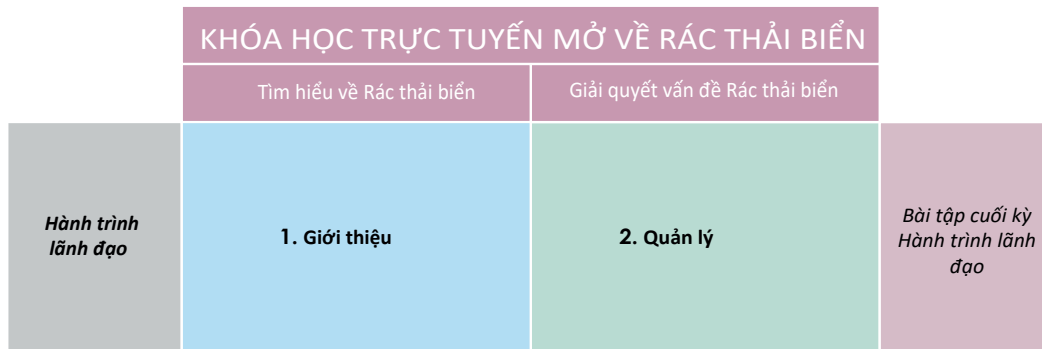 KHÓA HỌC TRỰC TUYẾN MỞ VỀ RÁC THẢI BIỂN
Tìm hiểu về Rác thải biển
Giải quyết vấn đề Rác thải biển
Hành trình
lãnh đạo
1. Giới thiệu
2. Quản lý
Bài tập cuối kỳ
Hành trình lãnh
đạo